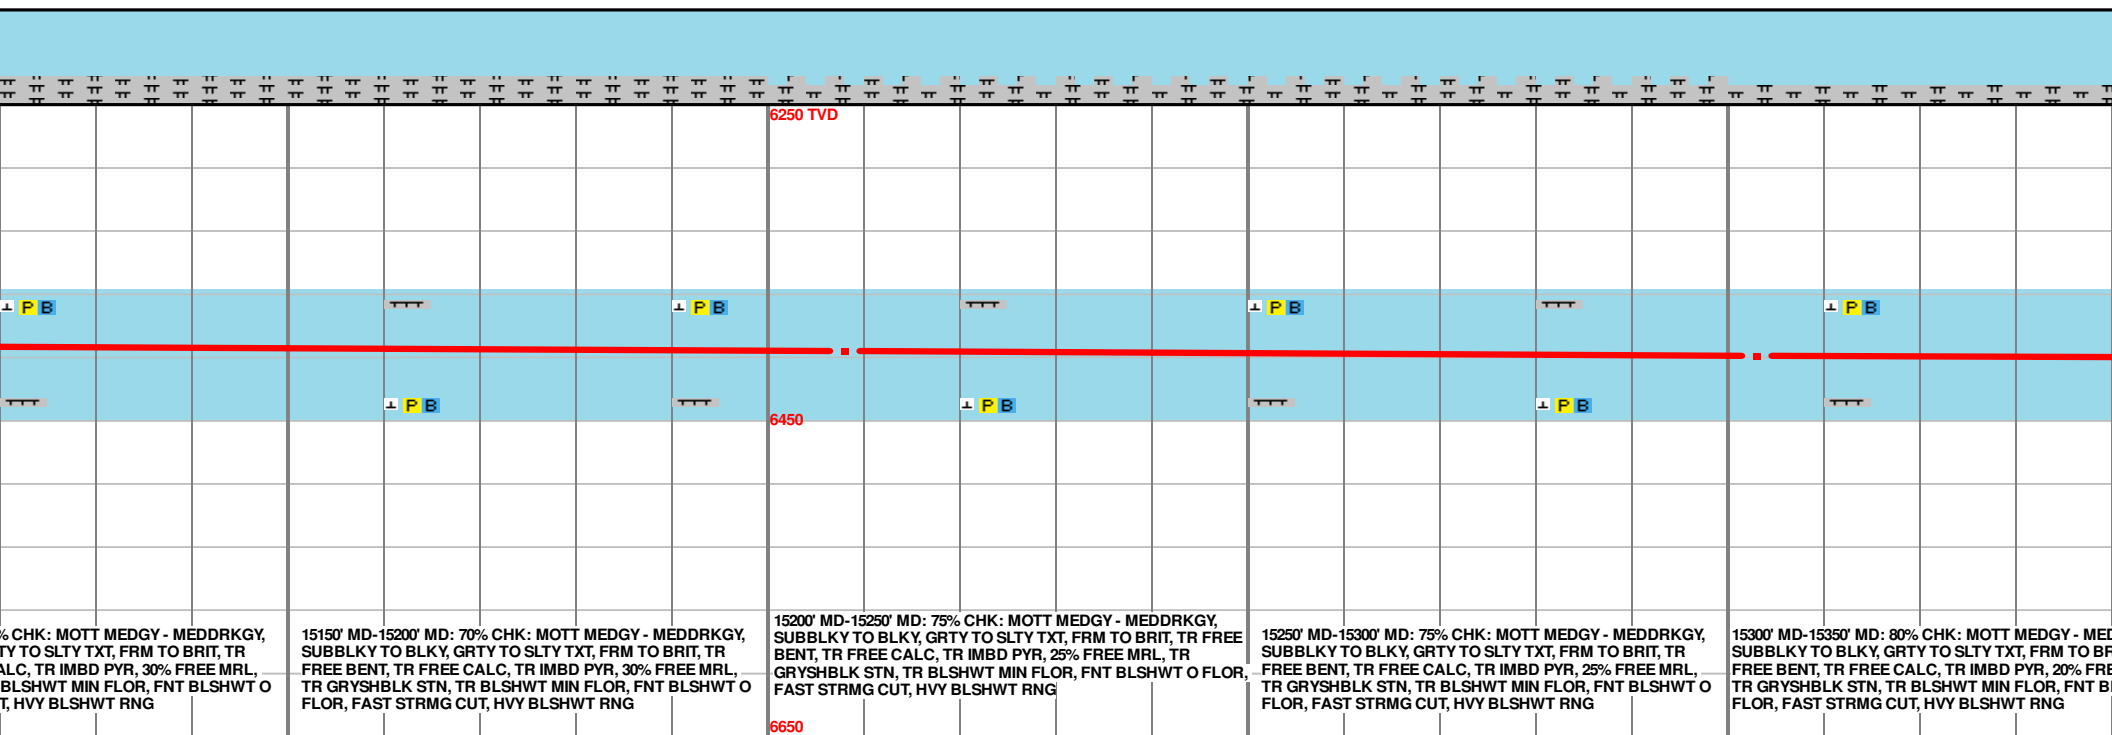 6250 TVD
P B
P B
P B
P B
P B
P B
P B
6450
% CHK: MOTT MEDGY - MEDDRKGY,
TY TO SLTY TXT, FRM TO BRIT, TR
ALC, TR IMBD PYR, 30% FREE MRL,
BLSHWT MIN FLOR, FNT BLSHWT O
T, HVY BLSHWT RNG
15150' MD-15200' MD: 70% CHK: MOTT MEDGY - MEDDRKGY,
SUBBLKY TO BLKY, GRTY TO SLTY TXT, FRM TO BRIT, TR
FREE BENT, TR FREE CALC, TR IMBD PYR, 30% FREE MRL,
TR GRYSHBLK STN, TR BLSHWT MIN FLOR, FNT BLSHWT O
FLOR, FAST STRMG CUT, HVY BLSHWT RNG
15200' MD-15250' MD: 75% CHK: MOTT MEDGY - MEDDRKGY,
SUBBLKY TO BLKY, GRTY TO SLTY TXT, FRM TO BRIT, TR FREE
BENT, TR FREE CALC, TR IMBD PYR, 25% FREE MRL, TR
GRYSHBLK STN, TR BLSHWT MIN FLOR, FNT BLSHWT O FLOR,
FAST STRMG CUT, HVY BLSHWT RNG
15250' MD-15300' MD: 75% CHK: MOTT MEDGY - MEDDRKGY,
SUBBLKY TO BLKY, GRTY TO SLTY TXT, FRM TO BRIT, TR
FREE BENT, TR FREE CALC, TR IMBD PYR, 25% FREE MRL,
TR GRYSHBLK STN, TR BLSHWT MIN FLOR, FNT BLSHWT O
FLOR, FAST STRMG CUT, HVY BLSHWT RNG
15300' MD-15350' MD: 80% CHK: MOTT MEDGY - MED
SUBBLKY TO BLKY, GRTY TO SLTY TXT, FRM TO BR
FREE BENT, TR FREE CALC, TR IMBD PYR, 20% FRE
TR GRYSHBLK STN, TR BLSHWT MIN FLOR, FNT B
FLOR, FAST STRMG CUT, HVY BLSHWT RNG
6650